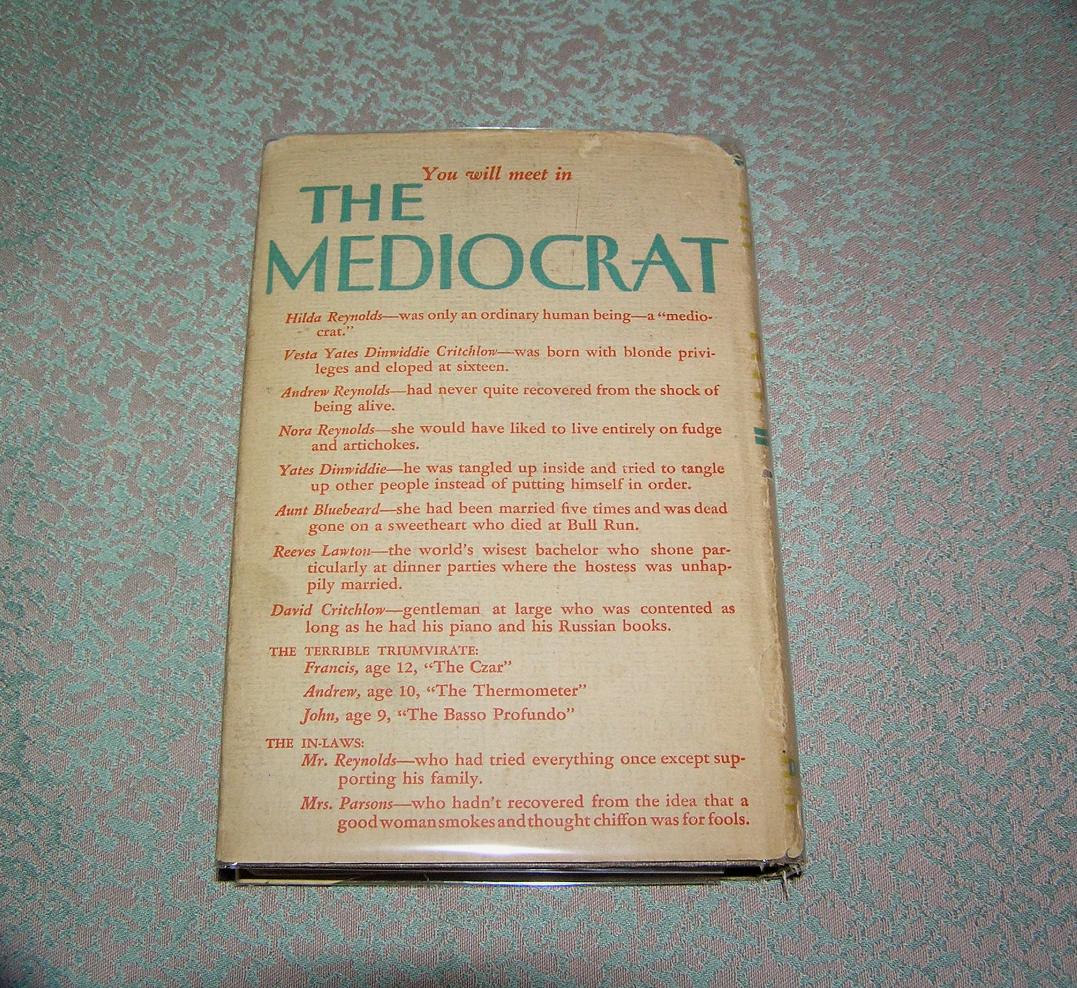 You will meet in
THE
MEDIOCRAT
Hilda Reynolds—was only an ordinary human being—a “medio-
crat.”
Vesta Yates Dinwiddie Critchlow—was born with blonde privi-
leges and eloped at sixteen.
Andrew Reynolds—had never quite recovered from the shock of
being alive.
Nora Reynolds—she would have liked to live entirely on fudge
and artichokes.
Yates Dinwiddie—he was tangled up inside and tried to tangle
up other people instead of putting himself in order.
Aunt Bluebeard—she had been married five times and was dead
gone on a sweetheart who died at Bull Run.
Reeves Lawton—the world's wisest bachelor who shone par-
ticularly at dinner parties where the hostess was unhap-
pily married.
David Critchlow—gentleman at large who was contented as
long as he had his piano and his Russian books.
THE TERRIBLE TRIUMVIRATE:
Francis, age 12, “The Czar”
Andrew, age 10, “The Thermometer”
John, age 9, “The Basso Profundo”
THE IN-LAWS:
Mr. Reynolds—who had tried everything once except sup-
porting his family.
Mrs. Parsons—who hadn't recovered from the idea that a
good woman smokes and thought chiffon was for fools.